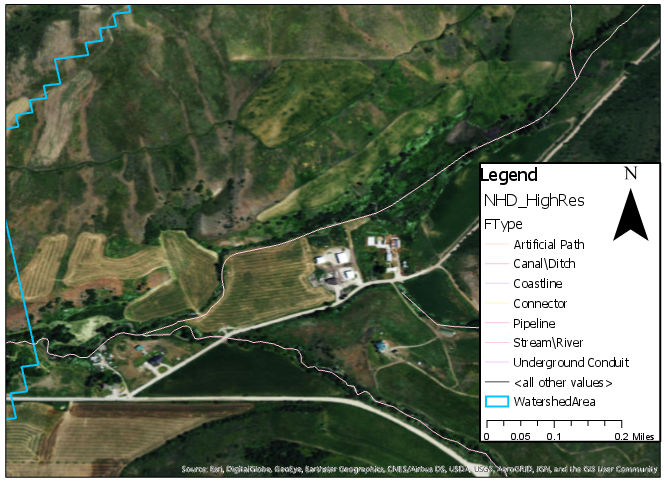 Legend
N
NHD_HighRes
FType
Artificial Path
Canal\Ditch
Coastline
Connector
Pipeline
Stream\River
Underground Conduit
<all other values>
WatershedArea
0 0.05 0.1 0.2 Miles
Source: Esri, DigitalGlobe, GeoEye, Earthstar Geographics, CNES/Airbus DS, USDA, USGS, AeroGRID, IGN, and the GIS User Community